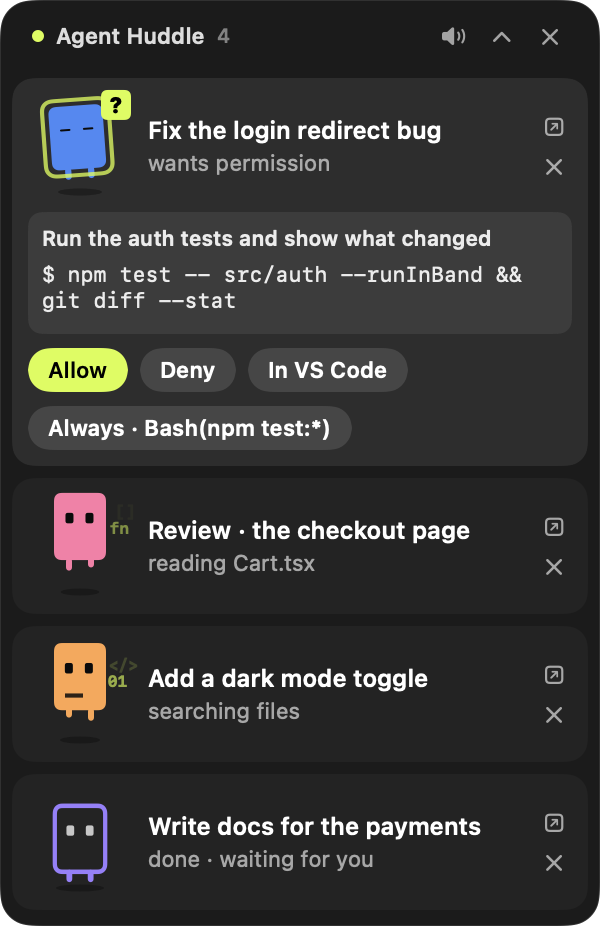 Agent Huddle 4
?
Fix the login redirect bug
wants permission
Run the auth tests and show what changed
$ npm test -- src/auth --runInBand &&
git diff --stat
Allow
Deny
In VS Code
Always · Bash(npm test:*)
{}
fn
Review · the checkout page
reading Cart.tsx
</>
01
Add a dark mode toggle
searching files
Write docs for the payments
done · waiting for you